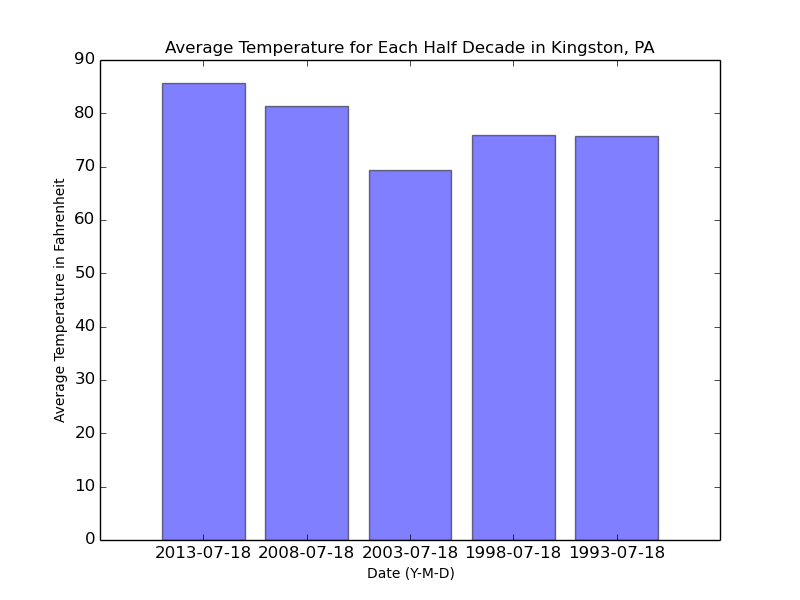 Average Temperature for Each Half Decade in Kingston, PA
90
80
70
60
50
40
30
20
10
0
Average Temperature in Fahrenheit
2013-07-18 2008-07-18 2003-07-18 1998-07-18 1993-07-18
Date (Y-M-D)